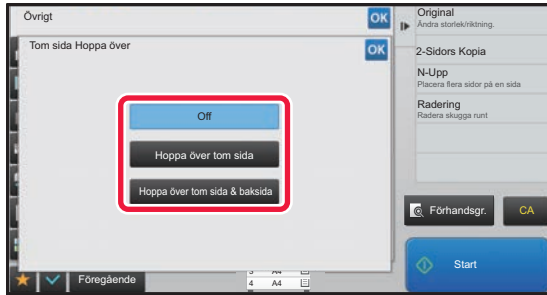 Övrigt
OK
Tom sida Hoppa över
OK
Off
Hoppa över tom sida
Hoppa över tom sida & baksida
Föregående
3 A4
4 A4
Original
Ändra storlek/riktning.
2-Sidors Kopia
N-Upp
Placera flera sidor på en sida
Radering
Radera skugga runt
Förhandsgr.
CA
Start